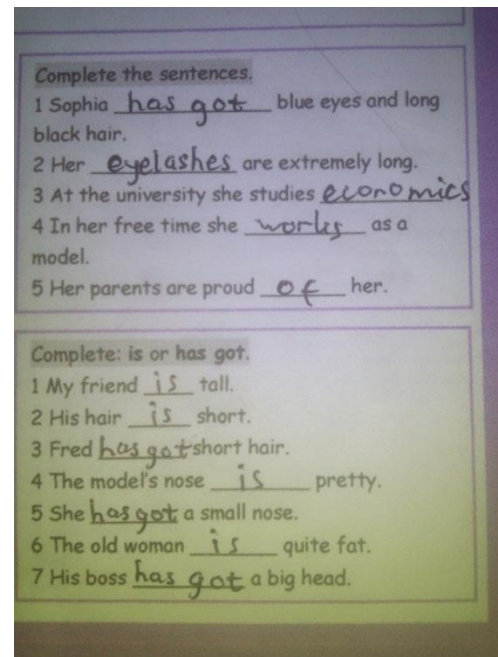 Complete the sentences.
1 Sophia has got blue eyes and long
black hair.
2 Her eyelashes are extremely long.
3 At the university she studies economics
4 In her free time she works as a
model.
5 Her parents are proud of her.
Complete: is or has got.
1 My friend is tall.
2 His hair is short.
3 Fred has got short hair.
4 The model's nose is pretty.
5 She has got a small nose.
6 The old woman is quite fat.
7 His boss has got a big head.